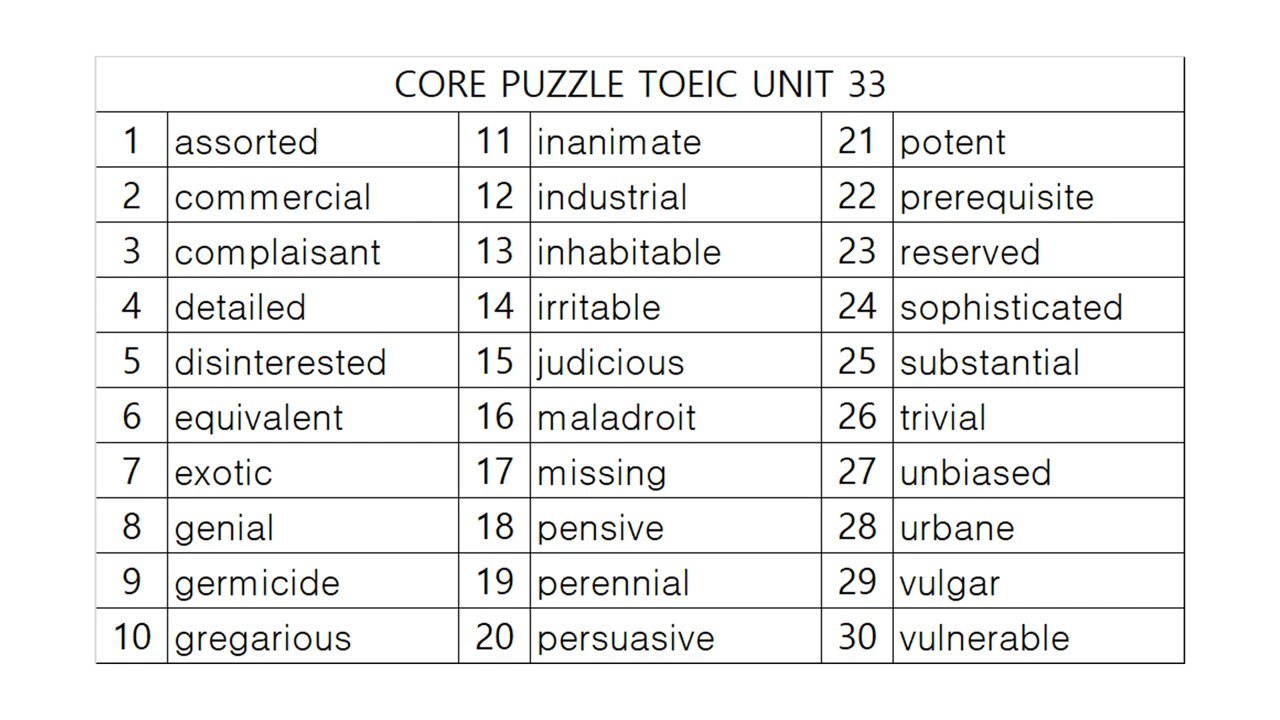 CORE PUZZLE TOEIC UNIT 33
1 assorted 11 inanimate 21 potent
2 commercial 12 industrial 22 prerequisite
3 complaisant 13 inhabitable 23 reserved
4 detailed 14 irritable 24 sophisticated
5 disinterested 15 judicious 25 substantial
6 equivalent 16 maladroit 26 trivial
7 exotic 17 missing 27 unbiased
8 genial 18 pensive 28 urbane
9 germicide 19 perennial 29 vulgar
10 gregarious 20 persuasive 30 vulnerable